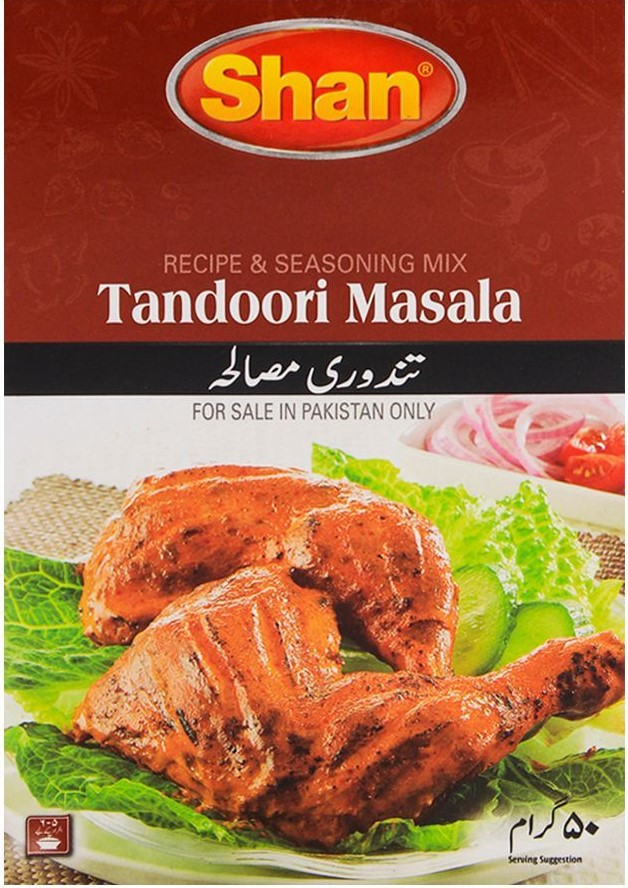 Shan®
RECIPE & SEASONING MIX
Tandoori Masala
تندوری مصالحہ
FOR SALE IN PAKISTAN ONLY
۵۰ گرام
Serving Suggestion